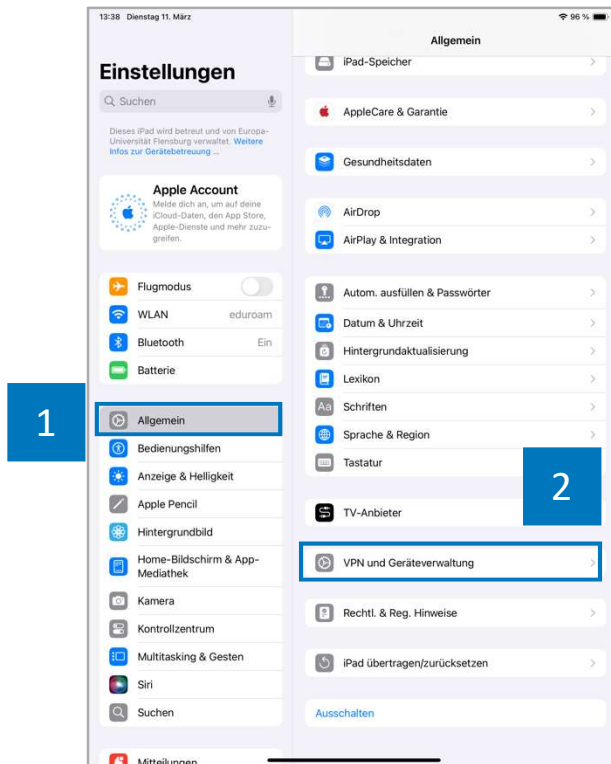 13:38 Dienstag 11. März
96 %
Einstellungen
Suchen
Dieses iPad wird betreut und von Europa-
Universität Flensburg verwaltet. Weitere
Infos zur Gerätebetreuung ...
Apple Account
Melde dich an, um auf deine
iCloud-Daten, den App Store,
Apple-Dienste und mehr zuzu-
greifen.
Flugmodus
WLAN eduroam
Bluetooth Ein
Batterie
1
Allgemein
Bedienungshilfen
Anzeige & Helligkeit
Apple Pencil
Hintergrundbild
Home-Bildschirm & App-
Mediathek
Kamera
Kontrollzentrum
Multitasking & Gesten
Siri
Suchen
Mitteilungen
Allgemein
iPad-Speicher
AppleCare & Garantie
Gesundheitsdaten
AirDrop
AirPlay & Integration
Autom. ausfüllen & Passwörter
Datum & Uhrzeit
Hintergrundaktualisierung
Lexikon
Aa Schriften
Sprache & Region
Tastatur
2
TV-Anbieter
VPN und Geräteverwaltung
Rechtl. & Reg. Hinweise
iPad übertragen/zurücksetzen
Ausschalten